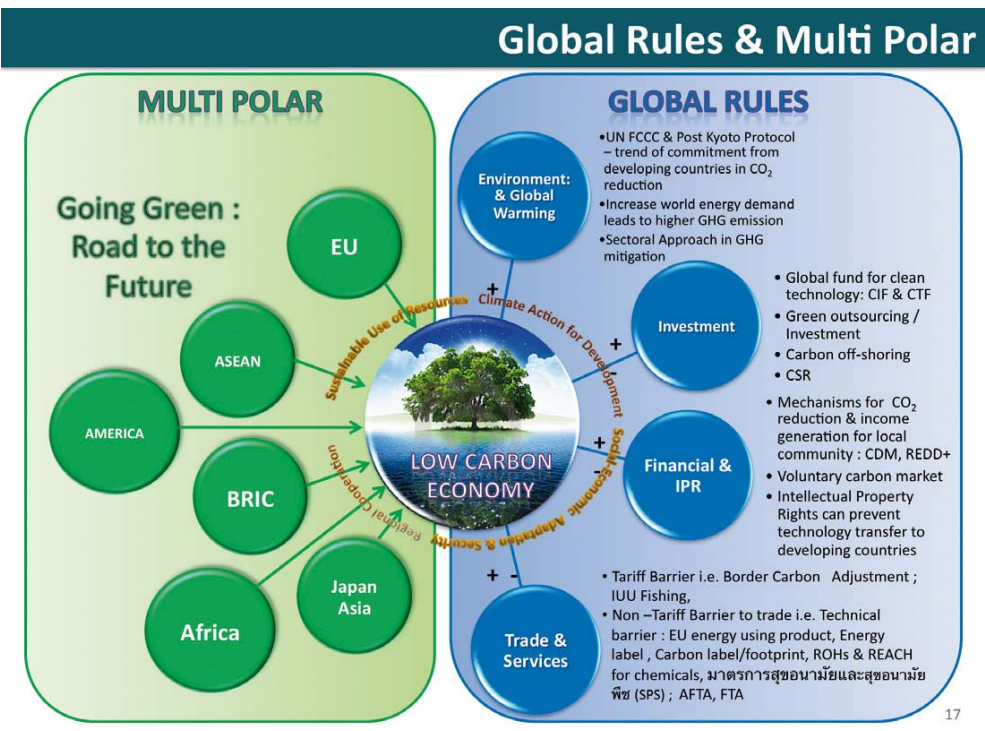 Global Rules & Multi Polar
MULTI POLAR
Going Green :
Road to the
Future
EU
ASEAN
AMERICA
BRIC
Africa
Japan
Asia
Sustainable Use of Resources
Climate Action for Development
Social-Economic Adaptation & Security
Regional Cooperation
LOW CARBON
ECONOMY
GLOBAL RULES
Environment:
& Global
Warming
+
•UN FCCC & Post Kyoto Protocol
– trend of commitment from
developing countries in CO₂
reduction
•Increase world energy demand
leads to higher GHG emission
•Sectoral Approach in GHG
mitigation
Investment
+
-
• Global fund for clean
technology: CIF & CTF
• Green outsourcing /
Investment
• Carbon off-shoring
• CSR
Financial &
IPR
+
-
• Mechanisms for CO₂
reduction & income
generation for local
community : CDM, REDD+
• Voluntary carbon market
• Intellectual Property
Rights can prevent
technology transfer to
developing countries
Trade &
Services
+ -
• Tariff Barrier i.e. Border Carbon Adjustment ;
IUU Fishing,
• Non –Tariff Barrier to trade i.e. Technical
barrier : EU energy using product, Energy
label , Carbon label/footprint, ROHs & REACH
for chemicals, มาตรการสุขอนามัยและสุขอนามัย
พืช (SPS) ; AFTA, FTA
17